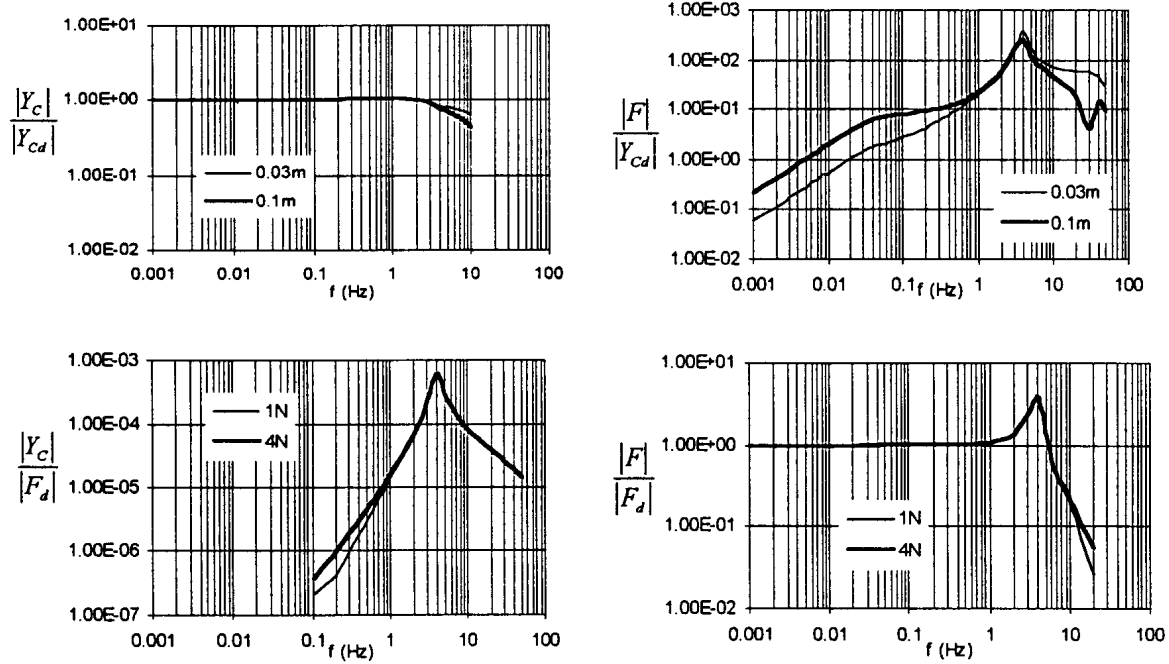 1.00E+01
1.00E+00
1.00E-01
1.00E-02
|Y_C|
|Y_Cd|
0.03m
0.1m
0.001 0.01 0.1 1 10 100
f (Hz)
1.00E+03
1.00E+02
1.00E+01
1.00E+00
1.00E-01
1.00E-02
|F|
|Y_Cd|
0.03m
0.1m
0.001 0.01 0.1 1 10 100
f (Hz)
1.00E-03
1.00E-04
1.00E-05
1.00E-06
1.00E-07
|Y_C|
|F_d|
1N
4N
0.001 0.01 0.1 1 10 100
f (Hz)
1.00E+01
1.00E+00
1.00E-01
1.00E-02
|F|
|F_d|
1N
4N
0.001 0.01 0.1 1 10 100
f (Hz)